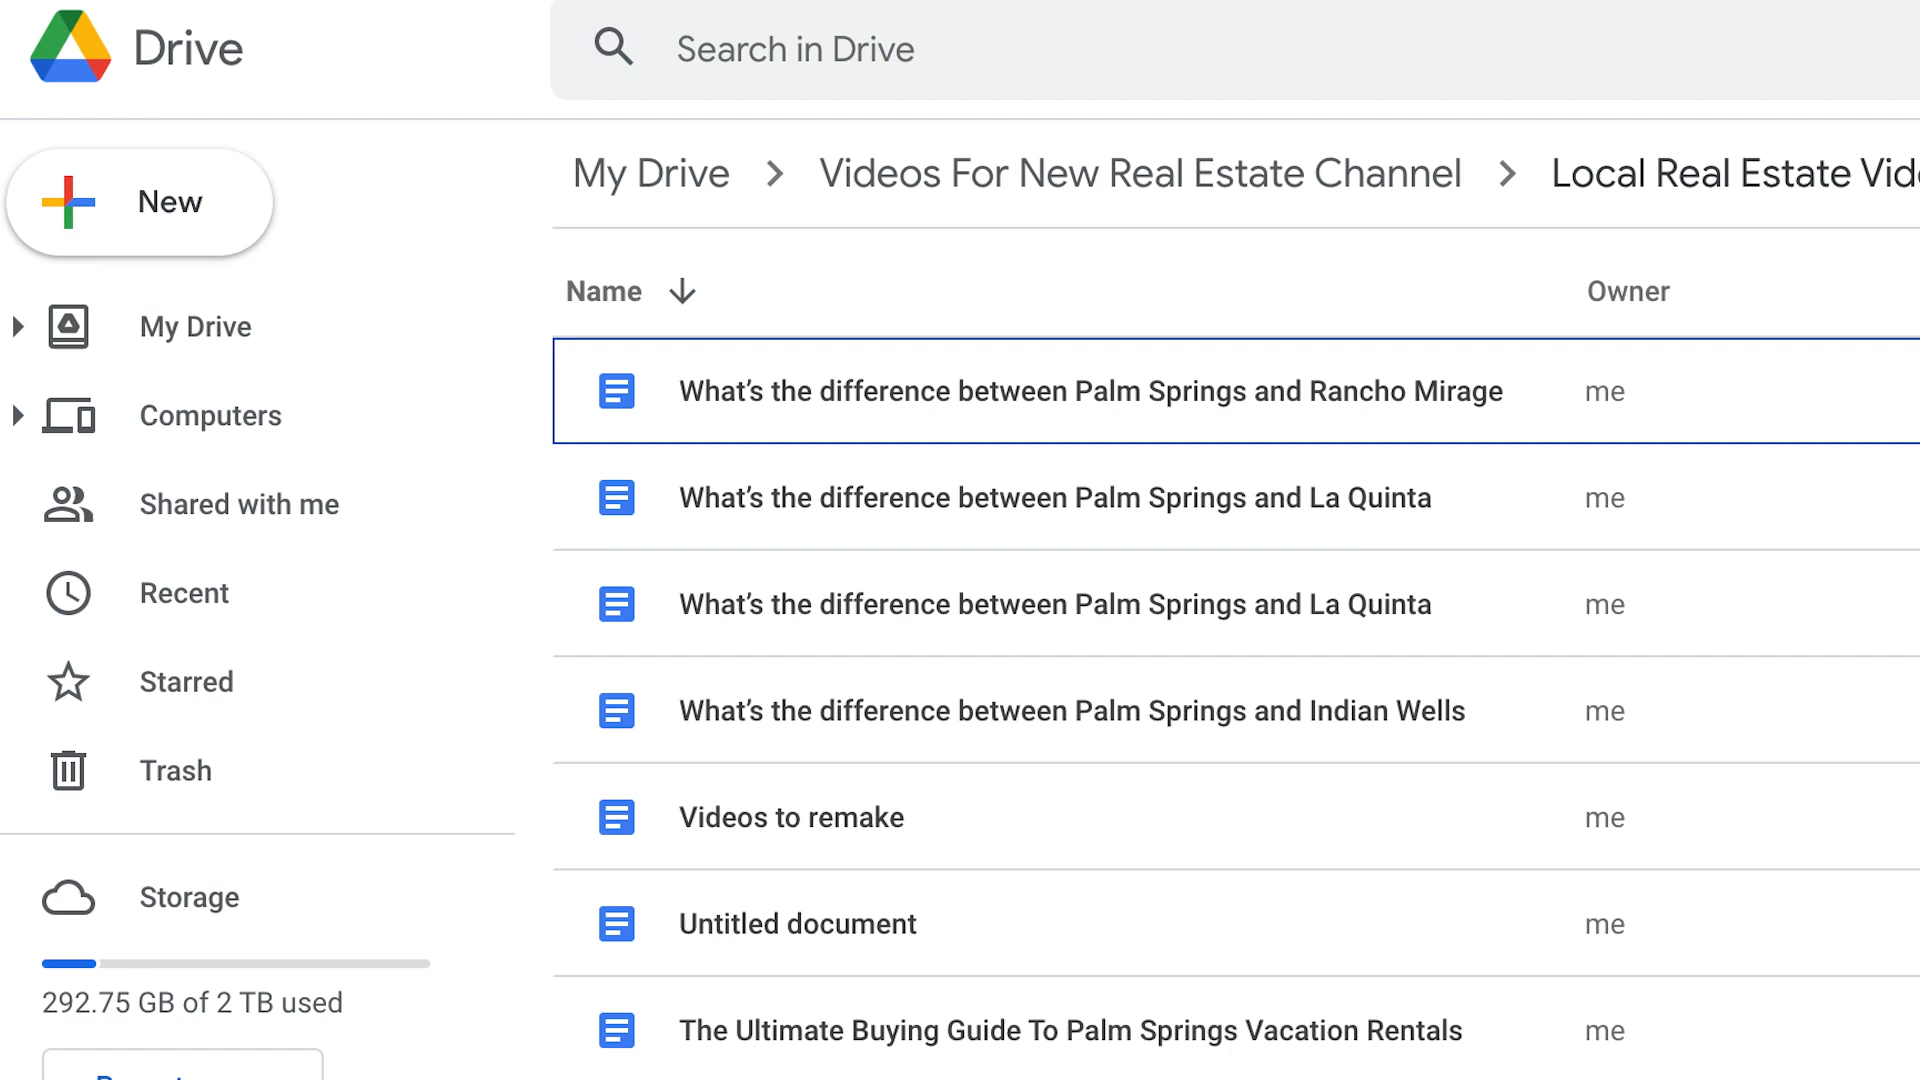 Drive
Search in Drive
New
My Drive
Computers
Shared with me
Recent
Starred
Trash
Storage
292.75 GB of 2 TB used
My Drive > Videos For New Real Estate Channel > Local Real Estate
Name Owner
What’s the difference between Palm Springs and Rancho Mirage me
What’s the difference between Palm Springs and La Quinta me
What’s the difference between Palm Springs and La Quinta me
What’s the difference between Palm Springs and Indian Wells me
Videos to remake me
Untitled document me
The Ultimate Buying Guide To Palm Springs Vacation Rentals me